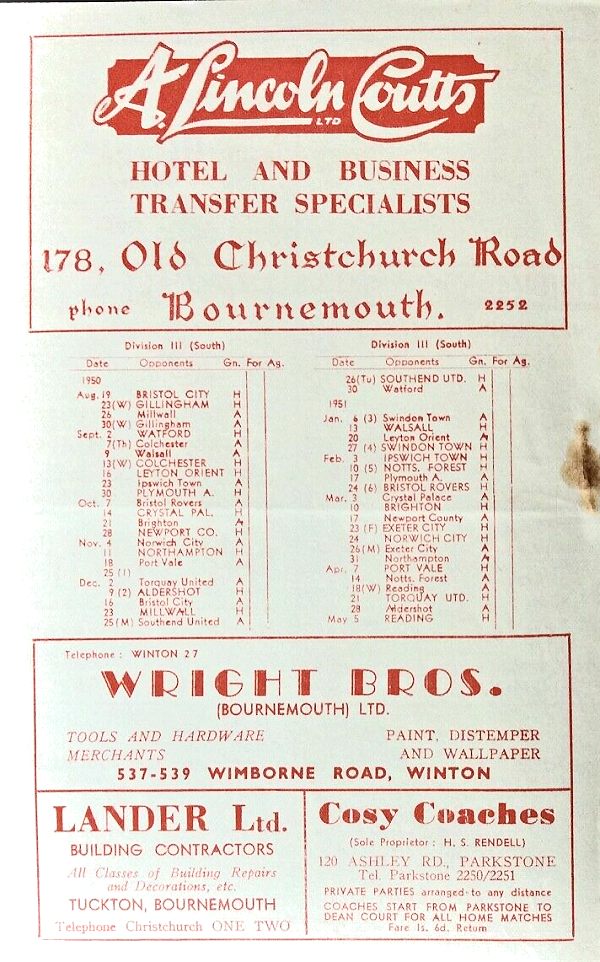 A. Lincoln Coutts
LTD
HOTEL AND BUSINESS
TRANSFER SPECIALISTS
178, Old Christchurch Road
phone Bournemouth. 2252
Division III (South)
Date Opponents Gn. For Ag.
1950
Aug. 19 BRISTOL CITY H
23(W) GILLINGHAM H
26 Millwall A
30(W) Gillingham A
Sept. 2 WATFORD H
7(Th) Colchester A
9 Walsall A
13(W) COLCHESTER H
16 LEYTON ORIENT H
23 Ipswich Town A
30 PLYMOUTH A. H
Oct. 7 Bristol Rovers A
14 CRYSTAL PAL. H
21 Brighton A
28 NEWPORT CO. H
Nov. 4 Norwich City A
11 NORTHAMPTON H
18 Port Vale A
25 (1)
Dec. 2 Torquay United A
9 (2) ALDERSHOT H
16 Bristol City A
23 MILLWALL H
25(M) Southend United A
Division III (South)
Date Opponents Gn. For Ag.
26(Tu) SOUTHEND UTD. H
30 Watford A
1951
Jan. 6 (3) Swindon Town A
13 WALSALL H
20 Leyton Orient A
27 (4) SWINDON TOWN H
Feb. 3 IPSWICH TOWN H
10 (5) NOTTS. FOREST H
17 Plymouth A. A
24 (6) BRISTOL ROVERS H
Mar. 3 Crystal Palace A
10 BRIGHTON H
17 Newport County A
23 (F) EXETER CITY H
24 NORWICH CITY H
26(M) Exeter City A
31 Northampton A
Apr. 7 PORT VALE H
14 Notts. Forest A
18(W) Reading A
21 TORQUAY UTD. H
28 Aldershot A
May 5 READING H
Telephone : WINTON 27
WRIGHT BROS.
(BOURNEMOUTH) LTD.
TOOLS AND HARDWARE
MERCHANTS
PAINT, DISTEMPER
AND WALLPAPER
537-539 WIMBORNE ROAD, WINTON
LANDER Ltd.
BUILDING CONTRACTORS
All Classes of Building Repairs
and Decorations, etc.
TUCKTON, BOURNEMOUTH
Telephone Christchurch ONE TWO
Cosy Coaches
(Sole Proprietor : H. S. RENDELL)
120 ASHLEY RD., PARKSTONE
Tel. Parkstone 2250/2251
PRIVATE PARTIES arranged to any distance
COACHES START FROM PARKSTONE TO
DEAN COURT FOR ALL HOME MATCHES
Fare 1s. 6d. Return